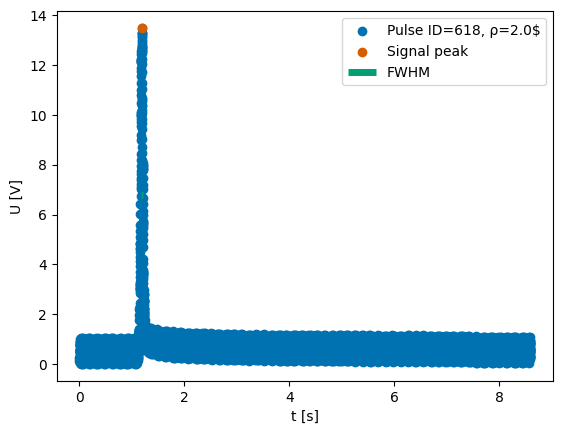 14
12
10
8
6
4
2
0
U [V]
Pulse ID=618, ρ=2.0$
Signal peak
FWHM
0
2
4
6
8
t [s]